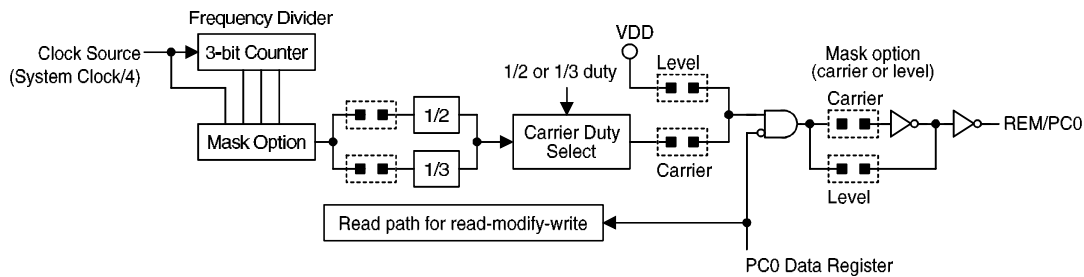 Frequency Divider
Clock Source
(System Clock/4)
3-bit Counter
Mask Option
1/2
1/3
1/2 or 1/3 duty
Carrier Duty
Select
VDD
Level
Carrier
Mask option
(carrier or level)
Carrier
Level
REM/PC0
Read path for read-modify-write
PC0 Data Register